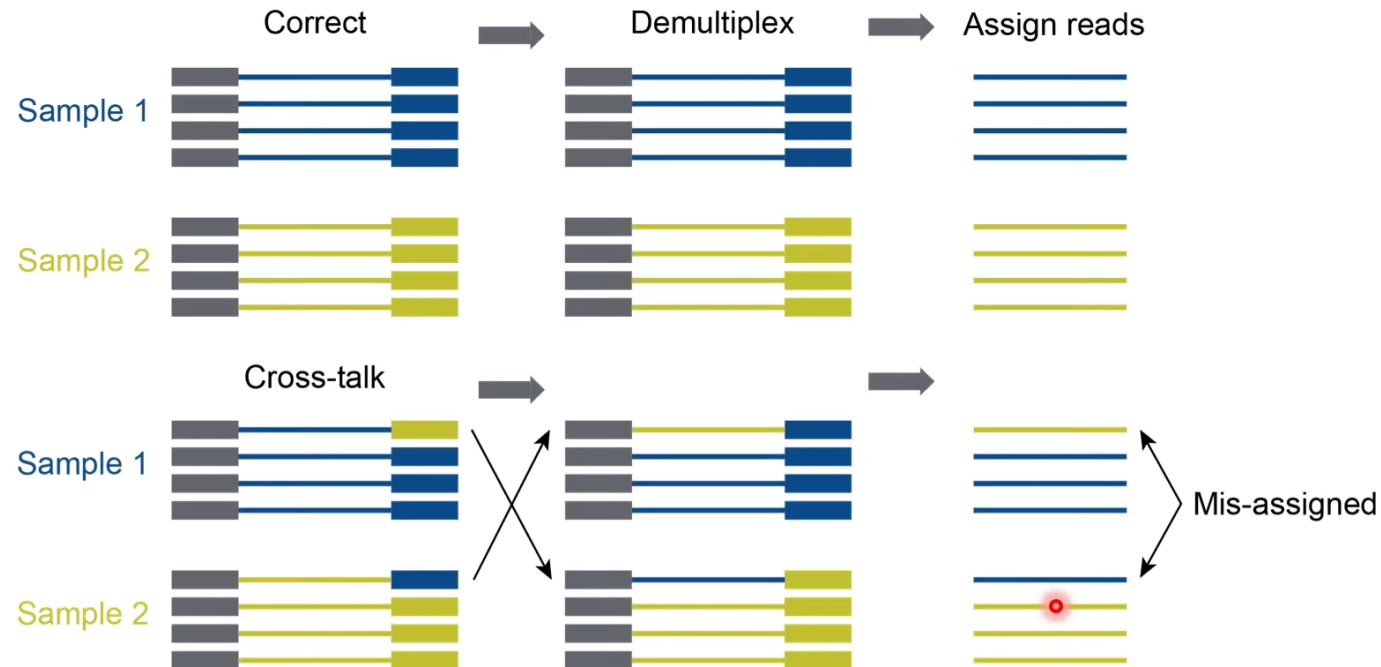 Correct
Demultiplex
Assign reads
Sample 1
Sample 2
Cross-talk
Sample 1
Mis-assigned
Sample 2